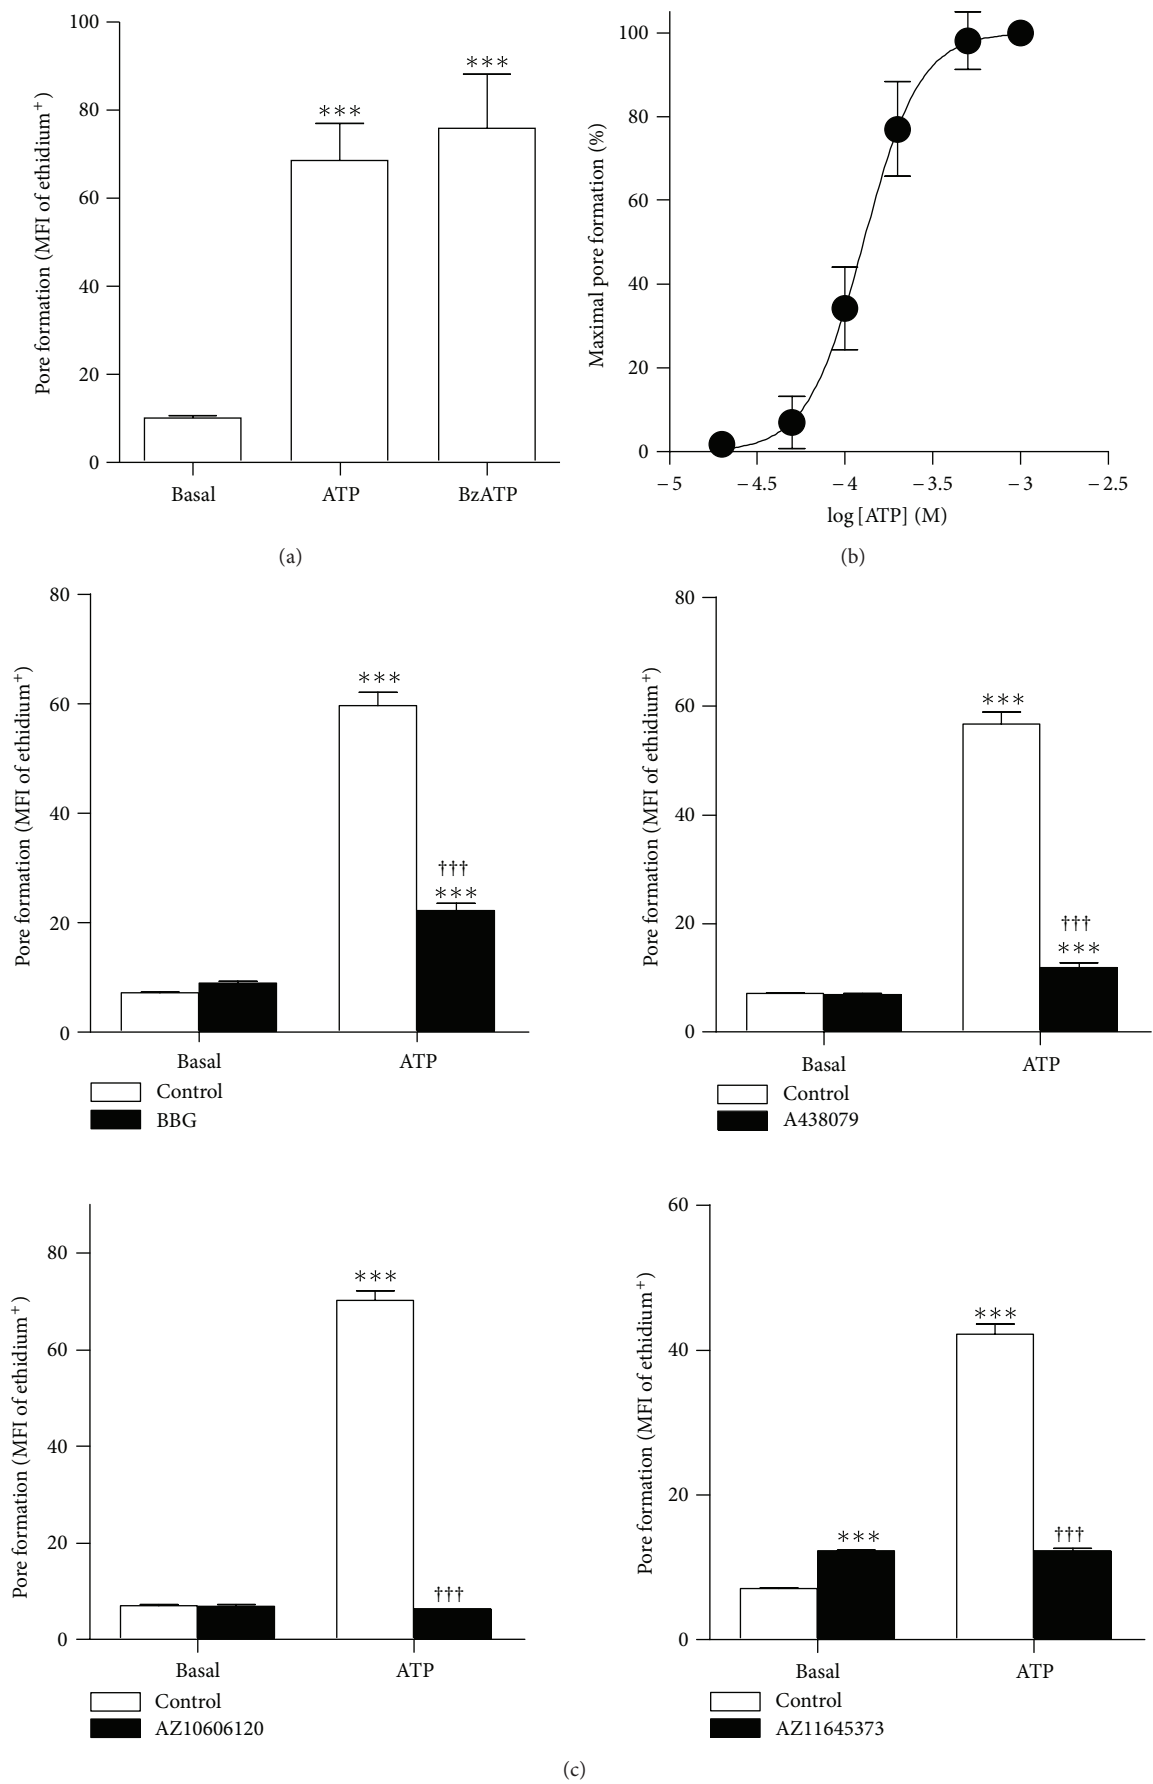 100
80
60
40
20
0
Pore formation (MFI of ethidium+)
***
***
Basal ATP BzATP
(a)
100
80
60
40
20
0
Maximal pore formation (%)
−5 −4.5 −4 −3.5 −3 −2.5
log [ATP] (M)
(b)
80
60
40
20
0
Pore formation (MFI of ethidium+)
***
†††
***
Basal ATP
Control
BBG
80
60
40
20
0
Pore formation (MFI of ethidium+)
***
†††
***
Basal ATP
Control
A438079
80
60
40
20
0
Pore formation (MFI of ethidium+)
***
†††
Basal ATP
Control
AZ10606120
60
40
20
0
Pore formation (MFI of ethidium+)
***
***
†††
Basal ATP
Control
AZ11645373
(c)